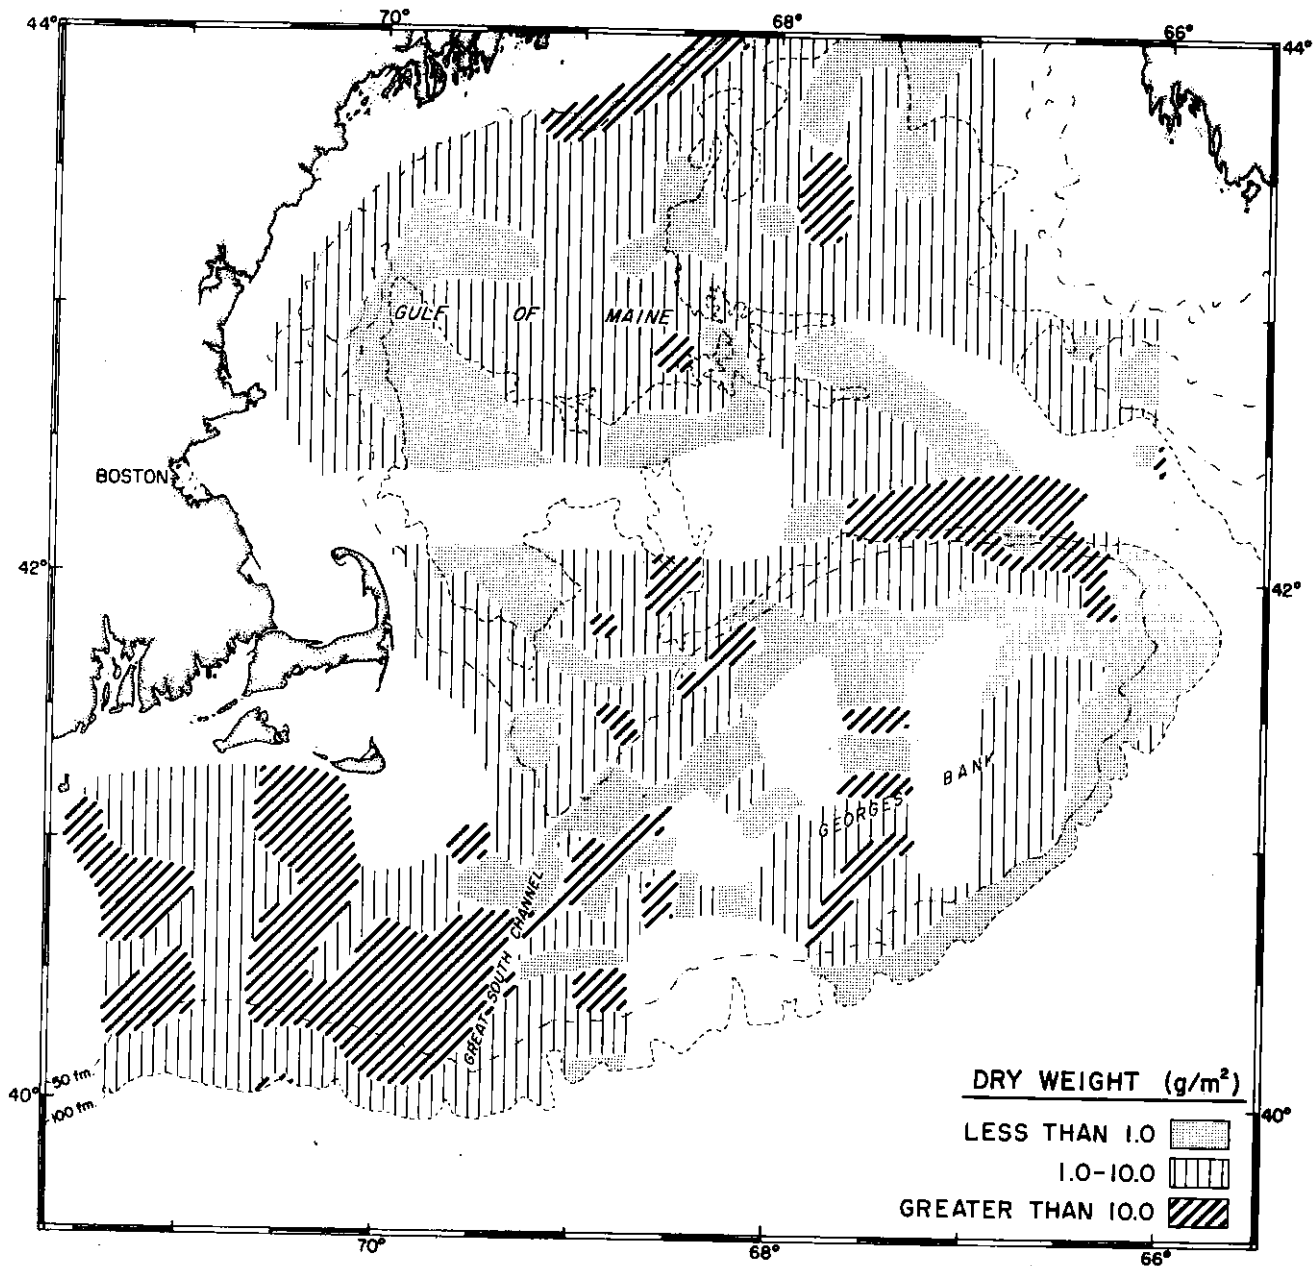 70° 68° 66°
44° 44°
GULF OF MAINE
BOSTON
42° 42°
BANK
GEORGES
GREAT SOUTH CHANNEL
50 fm.
40° 40°
100 fm.
DRY WEIGHT (g/m²)
LESS THAN 1.0
1.0-10.0
GREATER THAN 10.0
70° 68° 66°